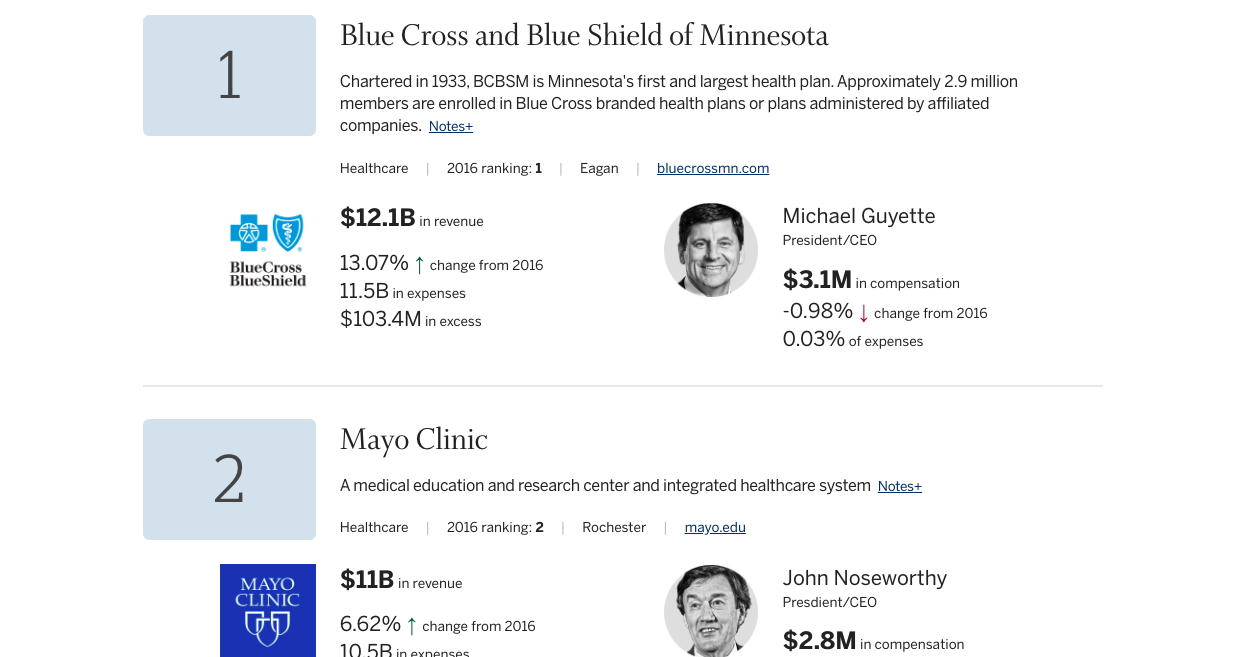 1
Blue Cross and Blue Shield of Minnesota
Chartered in 1933, BCBSM is Minnesota's first and largest health plan. Approximately 2.9 million
members are enrolled in Blue Cross branded health plans or plans administered by affiliated
companies. Notes+
Healthcare | 2016 ranking: 1 | Eagan | bluecrossmn.com
BlueCross
BlueShield
$12.1B in revenue
13.07% ↑ change from 2016
11.5B in expenses
$103.4M in excess
Michael Guyette
President/CEO
$3.1M in compensation
-0.98% ↓ change from 2016
0.03% of expenses
2
Mayo Clinic
A medical education and research center and integrated healthcare system Notes+
Healthcare | 2016 ranking: 2 | Rochester | mayo.edu
MAYO
CLINIC
$11B in revenue
6.62% ↑ change from 2016
10.5B in expenses
John Noseworthy
Presdient/CEO
$2.8M in compensation